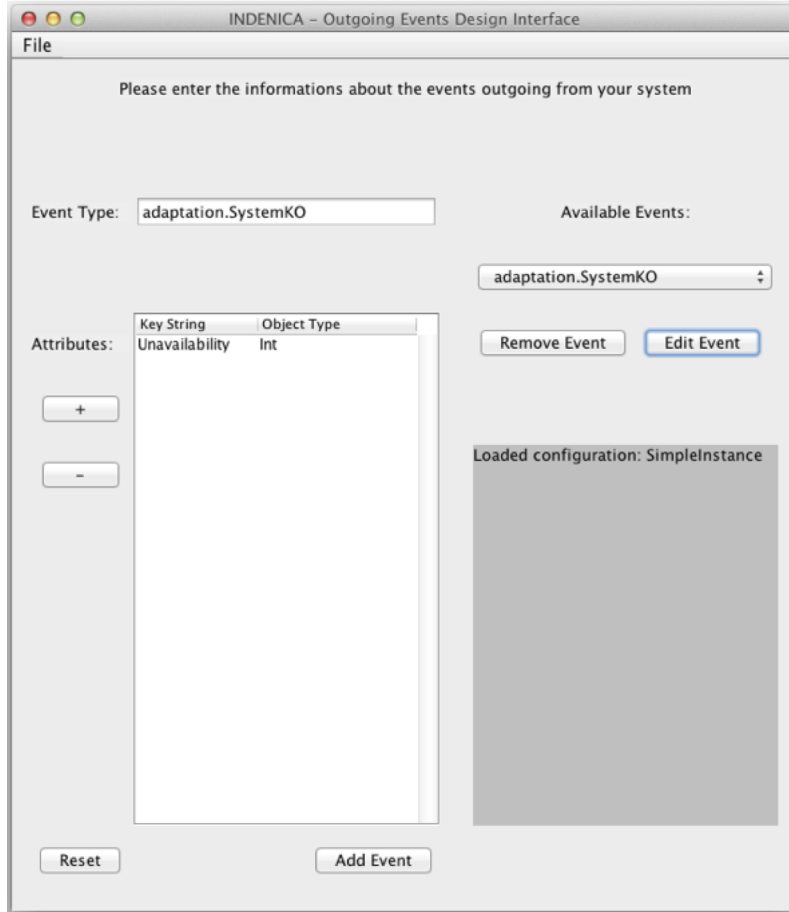 INDENICA - Outgoing Events Design Interface
File
Please enter the informations about the events outgoing from your system
Event Type:
adaptation.SystemKO
Available Events:
adaptation.SystemKO
Attributes:
Key String Object Type
Unavailability Int
Remove Event
Edit Event
+
-
Loaded configuration: SimpleInstance
Reset
Add Event